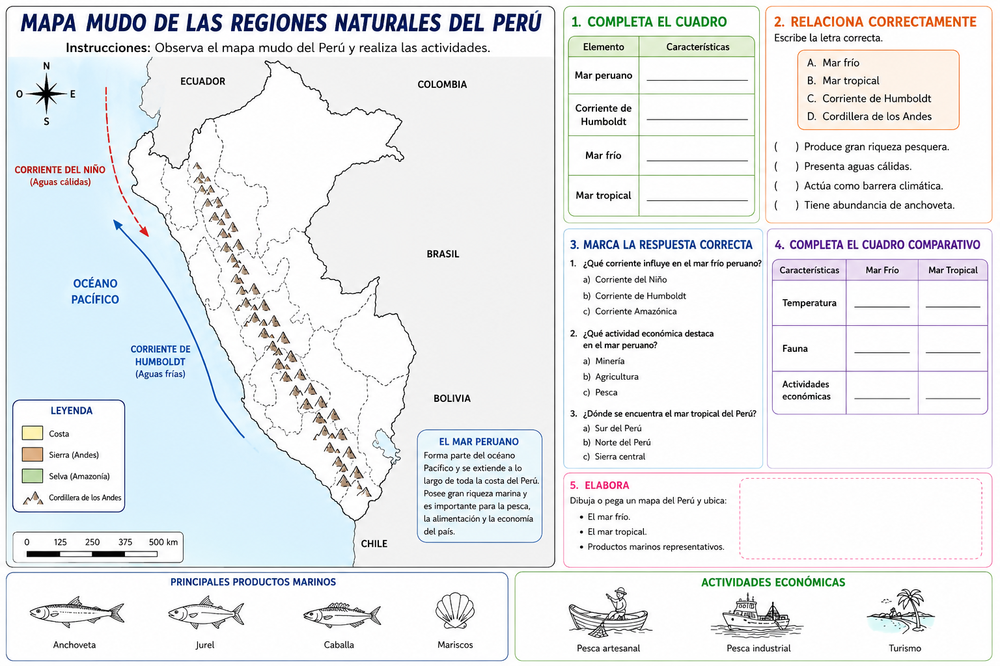 MAPA MUDO DE LAS REGIONES NATURALES DEL PERÚ
Instrucciones: Observa el mapa mudo del Perú y realiza las actividades.
N
O
E
S
ECUADOR
COLOMBIA
CORRIENTE DEL NIÑO
(Aguas cálidas)
BRASIL
OCÉANO
PACÍFICO
CORRIENTE DE
HUMBOLDT
(Aguas frías)
BOLIVIA
LEYENDA
Costa
Sierra (Andes)
Selva (Amazonía)
Cordillera de los Andes
EL MAR PERUANO
Forma parte del océano
Pacífico y se extiende a lo
largo de toda la costa del Perú.
Posee gran riqueza marina y
es importante para la pesca,
la alimentación y la economía
del país.
0 125 250 375 500 km
CHILE
1. COMPLETA EL CUADRO
Elemento Característicias
Mar peruano
Corriente de
Humboldt
Mar frío
Mar tropical
2. RELACIONA CORRECTAMENTE
Escribe la letra correcta.
A. Mar frío
B. Mar tropical
C. Corriente de Humboldt
D. Cordillera de los Andes
( ) Produce gran riqueza pesquera.
( ) Presenta aguas cálidas.
( ) Actúa como barrera climática.
( ) Tiene abundancia de anchoveta.
3. MARCA LA RESPUESTA CORRECTA
1. ¿Qué corriente influye en el mar frío peruano?
a) Corriente del Niño
b) Corriente de Humboldt
c) Corriente Amazónica
2. ¿Qué actividad económica destaca
en el mar peruano?
a) Minería
b) Agricultura
c) Pesca
3. ¿Dónde se encuentra el mar tropical del Perú?
a) Sur del Perú
b) Norte del Perú
c) Sierra central
4. COMPLETA EL CUADRO COMPARATIVO
Característicias Mar Frío Mar Tropical
Temperatura
Fauna
Actividades
económicas
5. ELABORA
Dibuja o pega un mapa del Perú y ubica:
• El mar frío.
• El mar tropical.
• Productos marinos representativos.
PRINCIPALES PRODUCTOS MARINOS
Anchoveta
Jurel
Caballa
Mariscos
ACTIVIDADES ECONÓMICAS
Pesca artesanal
Pesca industrial
Turismo